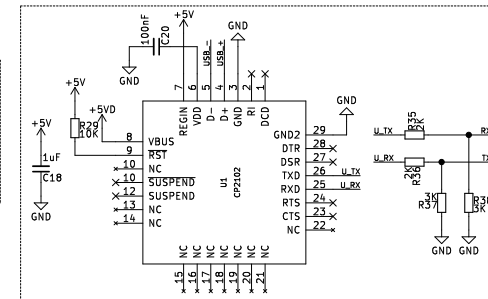 +5V
100nF
C20
GND
USB_-
USB_+
GND
7 6 5 4 3 2 1
REGIN VDD D- D+ GND RI DCD
+5V
+5VD
R29
10K
8 VBUS
9 RST
10 NC
10 SUSPEND
12 SUSPEND
13 NC
14 NC
+5V
1uF
C18
GND
U1
CP2102
GND
GND2 29
DTR 28
DSR 27
TXD 26 U_TX
RXD 25 U_RX
RTS 24
CTS 23
NC 22
NC NC NC NC NC NC NC
15 16 17 18 19 20 21
U_TX
R35
2K
U_RX
2K
R36
3K
R37
3K
GND GND